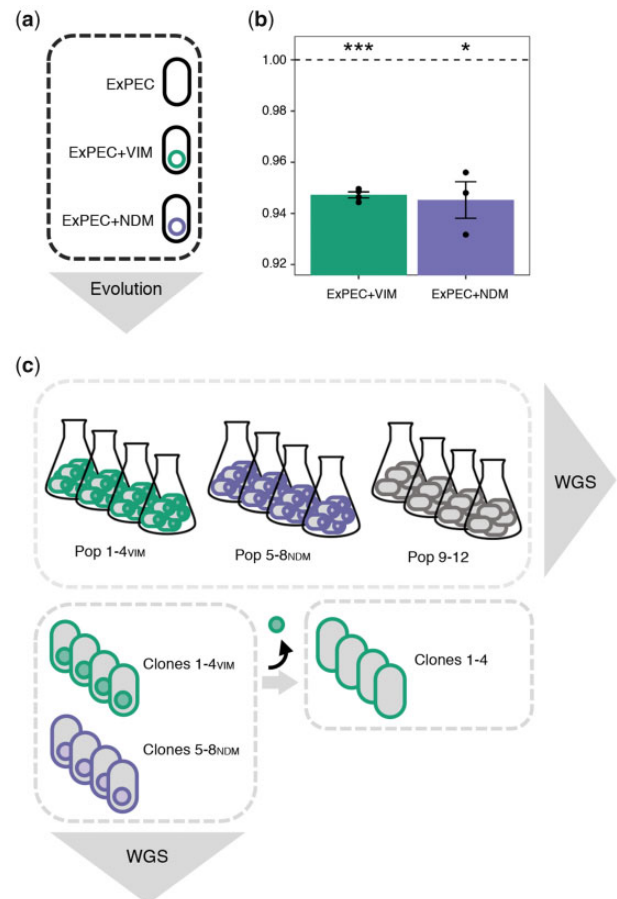 (a)
ExPEC
ExPEC+VIM
ExPEC+NDM
Evolution
(b)
*** *
1.00
0.98
0.96
0.94
0.92
ExPEC+VIM ExPEC+NDM
(c)
Pop 1-4VIM Pop 5-8NDM Pop 9-12
WGS
Clones 1-4VIM
Clones 1-4
Clones 5-8NDM
WGS